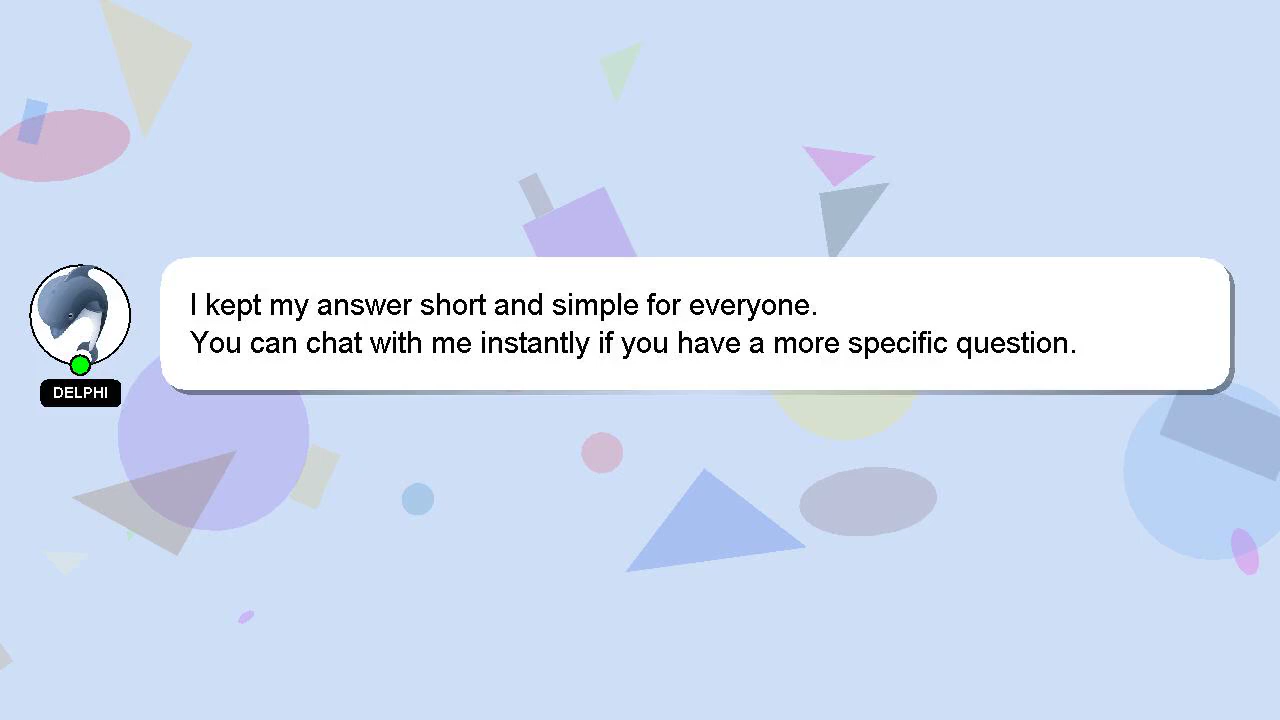 I kept my answer short and simple for everyone.
You can chat with me instantly if you have a more specific question.
DELPHI